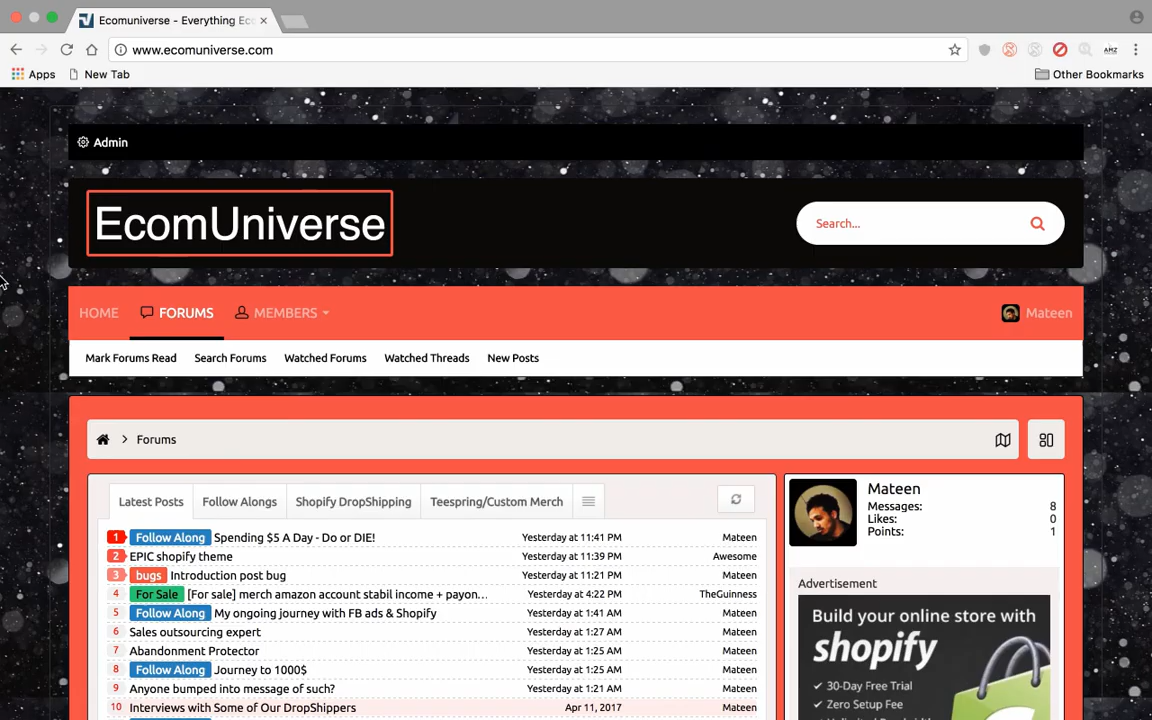 Ecomuniverse - Everything Ec
www.ecomuniverse.com
AMZ
Apps New Tab Other Bookmarks
Admin
EcomUniverse
Search...
HOME FORUMS MEMBERS Mateen
Mark Forums Read Search Forums Watched Forums Watched Threads New Posts
Forums
Latest Posts Follow Alongs Shopify DropShipping Teespring/Custom Merch
1 Follow Along Spending $5 A Day - Do or DIE! Yesterday at 11:41 PM Mateen
2 EPIC shopify theme Yesterday at 11:39 PM Awesome
3 bugs Introduction post bug Yesterday at 11:21 PM Mateen
4 For Sale [For sale] merch amazon account stabil income + payon... Yesterday at 4:22 PM TheGuinness
5 Follow Along My ongoing journey with FB ads & Shopify Yesterday at 1:41 AM Mateen
6 Sales outsourcing expert Yesterday at 1:27 AM Mateen
7 Abandonment Protector Yesterday at 1:25 AM Mateen
8 Follow Along Journey to 1000$ Yesterday at 1:25 AM Mateen
9 Anyone bumped into message of such? Yesterday at 1:21 AM Mateen
10 Interviews with Some of Our DropShippers Apr 11, 2017 Mateen
Mateen
Messages: 8
Likes: 0
Points: 1
Advertisement
Build your online store with
shopify
✓ 30-Day Free Trial
✓ Zero Setup Fee